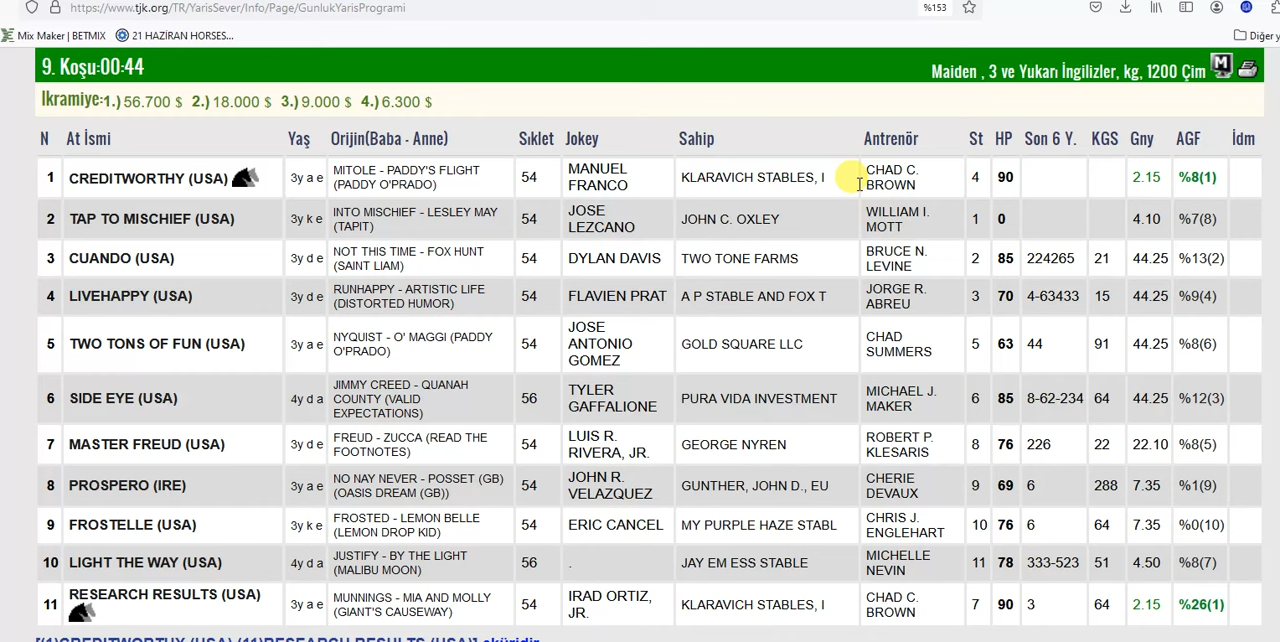 https://www.tjk.org/TR/YarisSever/Info/Page/GunlukYarisProgrami %153
Mix Maker | BETMIX 21 HAZİRAN HORSES... Diğer y
9. Koşu:00:44 Maiden , 3 ve Yukarı İngilizler, kg, 1200 Çim M
Ikramiye:1.) 56.700 $ 2.) 18.000 $ 3.) 9.000 $ 4.) 6.300 $
N At İsmi Yaş Orijin(Baba - Anne) Sıklet Jokey Sahip Antrenör St HP Son 6 Y. KGS Gny AGF İdm
1 CREDITWORTHY (USA) 3y a e MITOLE - PADDY'S FLIGHT (PADDY O'PRADO) 54 MANUEL FRANCO KLARAVICH STABLES, I CHAD C. BROWN 4 90 2.15 %8(1)
2 TAP TO MISCHIEF (USA) 3y k e INTO MISCHIEF - LESLEY MAY (TAPIT) 54 JOSE LEZCANO JOHN C. OXLEY WILLIAM I. MOTT 1 0 4.10 %7(8)
3 CUANDO (USA) 3y d e NOT THIS TIME - FOX HUNT (SAINT LIAM) 54 DYLAN DAVIS TWO TONE FARMS BRUCE N. LEVINE 2 85 224265 21 44.25 %13(2)
4 LIVEHAPPY (USA) 3y d e RUNHAPPY - ARTISTIC LIFE (DISTORTED HUMOR) 54 FLAVIEN PRAT A P STABLE AND FOX T JORGE R. ABREU 3 70 4-63433 15 44.25 %9(4)
5 TWO TONS OF FUN (USA) 3y a e NYQUIST - O' MAGGI (PADDY O'PRADO) 54 JOSE ANTONIO GOMEZ GOLD SQUARE LLC CHAD SUMMERS 5 63 44 91 44.25 %8(6)
6 SIDE EYE (USA) 4y d a JIMMY CREED - QUANAH COUNTY (VALID EXPECTATIONS) 56 TYLER GAFFALIONE PURA VIDA INVESTMENT MICHAEL J. MAKER 6 85 8-62-234 64 44.25 %12(3)
7 MASTER FREUD (USA) 3y d e FREUD - ZUCCA (READ THE FOOTNOTES) 54 LUIS R. RIVERA, JR. GEORGE NYREN ROBERT P. KLESARIS 8 76 226 22 22.10 %8(5)
8 PROSPERO (IRE) 3y a e NO NAY NEVER - POSSET (GB) (OASIS DREAM (GB)) 54 JOHN R. VELAZQUEZ GUNTHER, JOHN D., EU CHERIE DEVAUX 9 69 6 288 7.35 %1(9)
9 FROSTELLE (USA) 3y k e FROSTED - LEMON BELLE (LEMON DROP KID) 54 ERIC CANCEL MY PURPLE HAZE STABL CHRIS J. ENGLEHART 10 76 6 64 7.35 %0(10)
10 LIGHT THE WAY (USA) 4y d a JUSTIFY - BY THE LIGHT (MALIBU MOON) 56 . JAY EM ESS STABLE MICHELLE NEVIN 11 78 333-523 51 4.50 %8(7)
11 RESEARCH RESULTS (USA) 3y a e MUNNINGS - MIA AND MOLLY (GIANT'S CAUSEWAY) 54 IRAD ORTIZ, JR. KLARAVICH STABLES, I CHAD C. BROWN 7 90 3 64 2.15 %26(1)
[(1)CREDITWORTHY (USA) (11)RESEARCH RESULTS (USA)] eküridir